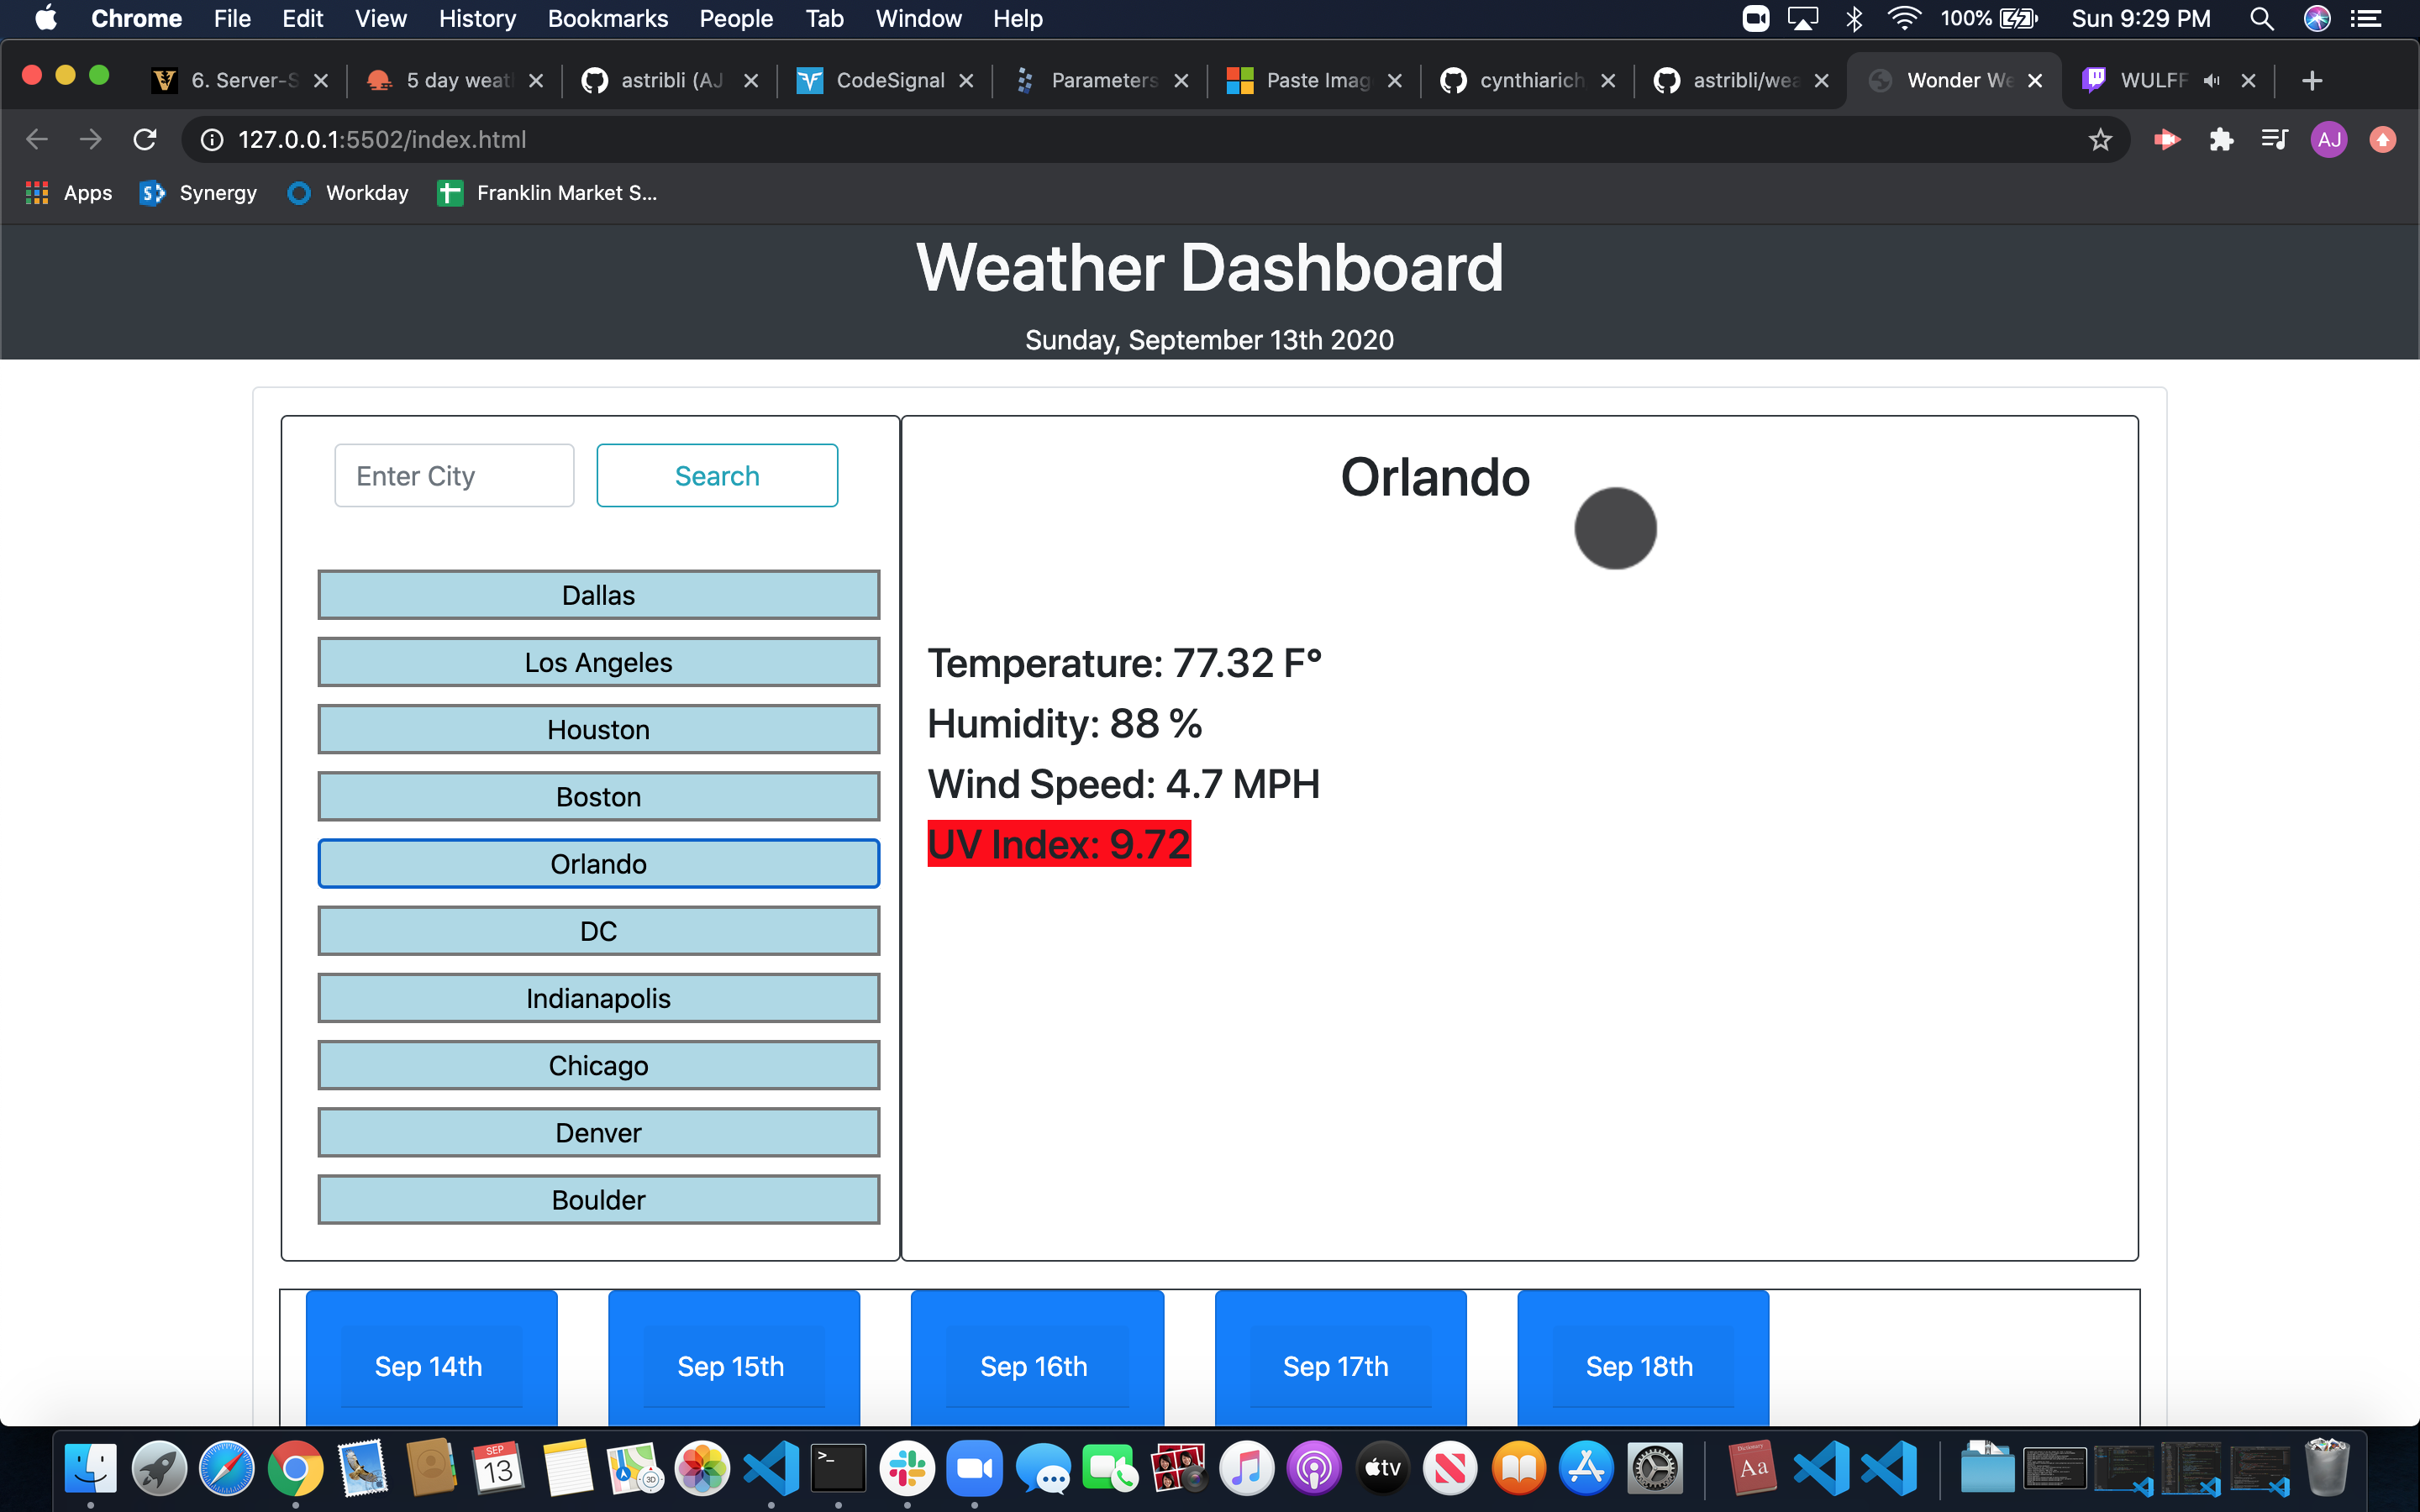 Chrome File Edit View History Bookmarks People Tab Window Help 100% Sun 9:29 PM
6. Server-S 5 day weat astribli (AJ CodeSignal Parameters Paste Imag cynthiarich astribli/wea Wonder We WULFF
127.0.0.1:5502/index.html AJ
Apps Synergy Workday Franklin Market S...
Weather Dashboard
Sunday, September 13th 2020
Enter City Search
Orlando
Dallas
Los Angeles
Houston
Boston
Orlando
DC
Indianapolis
Chicago
Denver
Boulder
Temperature: 77.32 F°
Humidity: 88 %
Wind Speed: 4.7 MPH
UV Index: 9.72
Sep 14th Sep 15th Sep 16th Sep 17th Sep 18th
SEP
13
3D
>_
tv
Aa